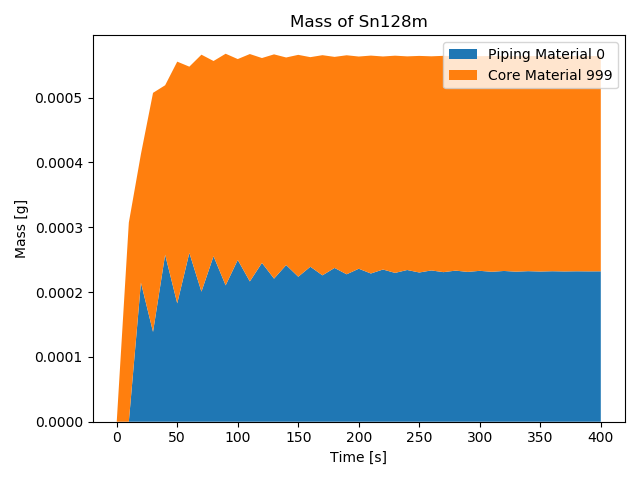 Mass of Sn128m
Piping Material 0
Core Material 999
Mass [g]
0.0005
0.0004
0.0003
0.0002
0.0001
0.0000
0 50 100 150 200 250 300 350 400
Time [s]